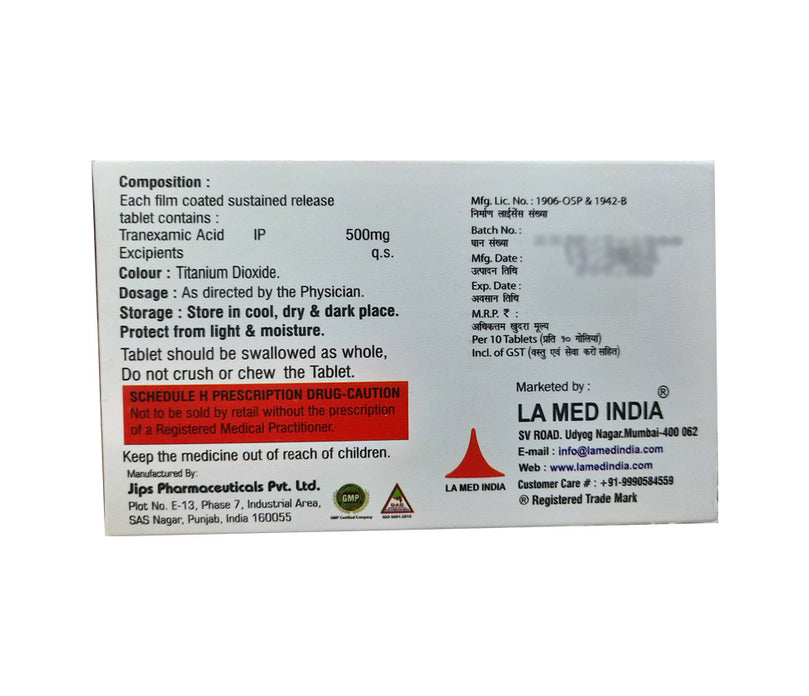 Composition :
Each film coated sustained release
tablet contains :
Tranexamic Acid IP 500mg
Excipients q.s.
Colour : Titanium Dioxide.
Dosage : As directed by the Physician.
Storage : Store in cool, dry & dark place.
Protect from light & moisture.
Tablet should be swallowed as whole,
Do not crush or chew the Tablet.
SCHEDULE H PRESCRIPTION DRUG-CAUTION
Not to be sold by retail without the prescription
of a Registered Medical Practitioner.
Keep the medicine out of reach of children.
Manufactured By:
Jips Pharmaceuticals Pvt. Ltd.
Plot No. E-13, Phase 7, Industrial Area,
SAS Nagar, Punjab, India 160055
GMP
GMP Certified Company
ISO 9001:2015
Mfg. Lic. No. : 1906-OSP & 1942-B
निर्माण लाईसेंस संख्या
Batch No. :
घान संख्या
Mfg. Date :
उत्पादन तिथि
Exp. Date :
अवसान तिथि
M.R.P. ₹ :
अधिकतम खुदरा मूल्य
Per 10 Tablets (प्रति १० गोलियां)
Incl. of GST (वस्तु एवं सेवा करों सहित)
Marketed by :
LA MED INDIA ®
SV ROAD. Udyog Nagar.Mumbai-400 062
E-mail : info@lamedindia.com
Web : www.lamedindia.com
Customer Care # : +91-9990584559
® Registered Trade Mark
LA MED INDIA